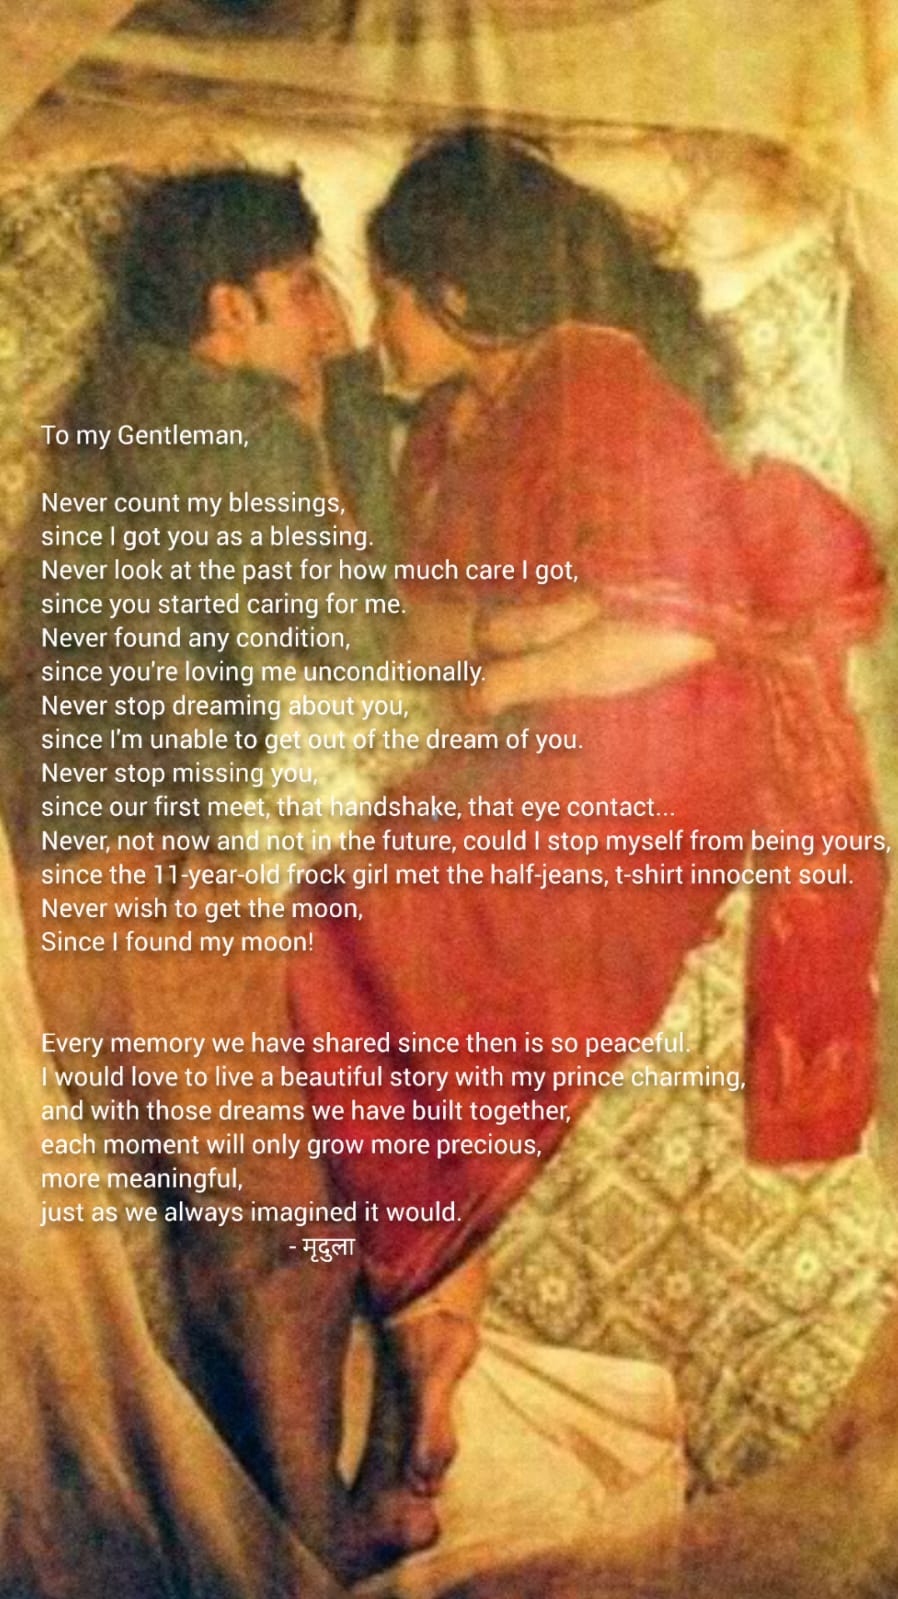 To my Gentleman,
Never count my blessings,
since I got you as a blessing.
Never look at the past for how much care I got,
since you started caring for me.
Never found any condition,
since you're loving me unconditionally.
Never stop dreaming about you,
since I'm unable to get out of the dream of you.
Never stop missing you,
since our first meet, that handshake, that eye contact...
Never, not now and not in the future, could I stop myself from being yours,
since the 11-year-old frock girl met the half-jeans, t-shirt innocent soul.
Never wish to get the moon,
Since I found my moon!
Every memory we have shared since then is so peaceful.
I would love to live a beautiful story with my prince charming,
and with those dreams we have built together,
each moment will only grow more precious,
more meaningful,
just as we always imagined it would.
- मृदुला